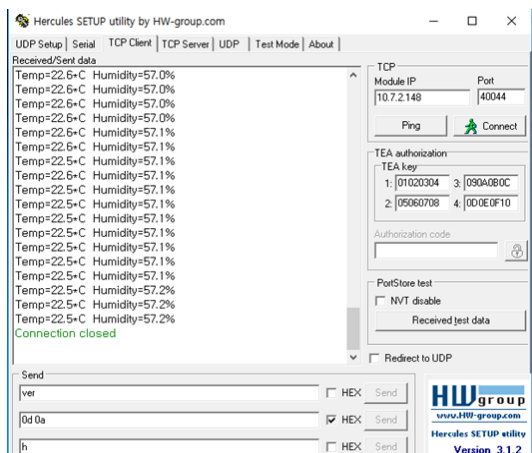 Hercules SETUP utility by HW-group.com
UDP Setup Serial TCP Client TCP Server UDP Test Mode About
Received/Sent data
Temp=22.6*C Humidity=57.0%
Temp=22.6*C Humidity=57.0%
Temp=22.6*C Humidity=57.0%
Temp=22.6*C Humidity=57.0%
Temp=22.6*C Humidity=57.1%
Temp=22.6*C Humidity=57.1%
Temp=22.5*C Humidity=57.1%
Temp=22.6*C Humidity=57.1%
Temp=22.6*C Humidity=57.1%
Temp=22.6*C Humidity=57.1%
Temp=22.5*C Humidity=57.1%
Temp=22.6*C Humidity=57.1%
Temp=22.5*C Humidity=57.1%
Temp=22.5*C Humidity=57.1%
Temp=22.5*C Humidity=57.1%
Temp=22.5*C Humidity=57.2%
Temp=22.5*C Humidity=57.2%
Temp=22.5*C Humidity=57.2%
Connection closed
TCP
Module IP Port
10.7.2.148 40044
Ping Connect
TEA authorization
TEA key
1: 01020304 3: 090A0B0C
2: 05060708 4: 0D0E0F10
Authorization code
PortStore test
NVT disable
Received test data
Redirect to UDP
Send
ver HEX Send
0d 0a HEX Send
h HEX Send
HW group
www.HW-group.com
Hercules SETUP utility
Version 3.1.2